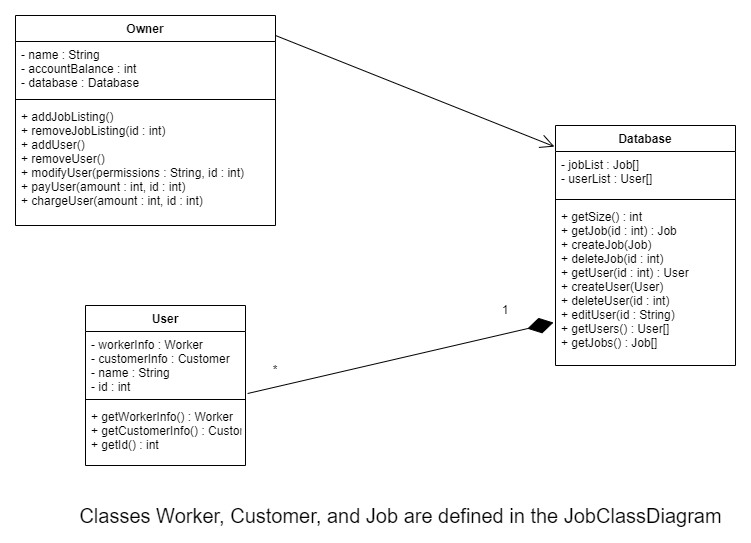 Owner
- name : String
- accountBalance : int
- database : Database
+ addJobListing()
+ removeJobListing(id : int)
+ addUser()
+ removeUser()
+ modifyUser(permissions : String, id : int)
+ payUser(amount : int, id : int)
+ chargeUser(amount : int, id : int)
Database
- jobList : Job[]
- userList : User[]
+ getSize() : int
+ getJob(id : int) : Job
+ createJob(Job)
+ deleteJob(id : int)
+ getUser(id : int) : User
+ createUser(User)
+ deleteUser(id : int)
+ editUser(id : String)
+ getUsers() : User[]
+ getJobs() : Job[]
1
*
User
- workerInfo : Worker
- customerInfo : Customer
- name : String
- id : int
+ getWorkerInfo() : Worker
+ getCustomerInfo() :
+ getId() : int
Classes Worker, Customer, and Job are defined in the JobClassDiagram